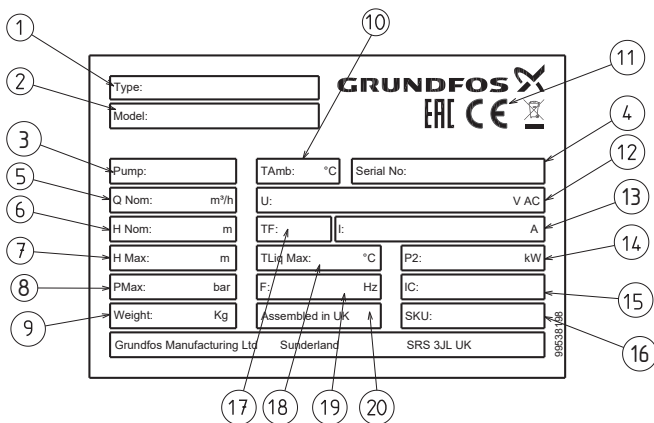 1
10
GRUNDFOS
11
2
Type:
Model:
EAC CE
3
4
Pump:
TAmb: °C
Serial No:
5
Q Nom: m³/h
U: V AC
12
6
H Nom: m
TF:
I: A
13
7
H Max: m
TLiq Max: °C
P2: kW
14
8
PMax: bar
F: Hz
IC:
15
9
Weight: Kg
Assembled in UK
SKU:
16
Grundfos Manufacturing Ltd Sunderland SRS 3JL UK
99538198
17
18
19
20